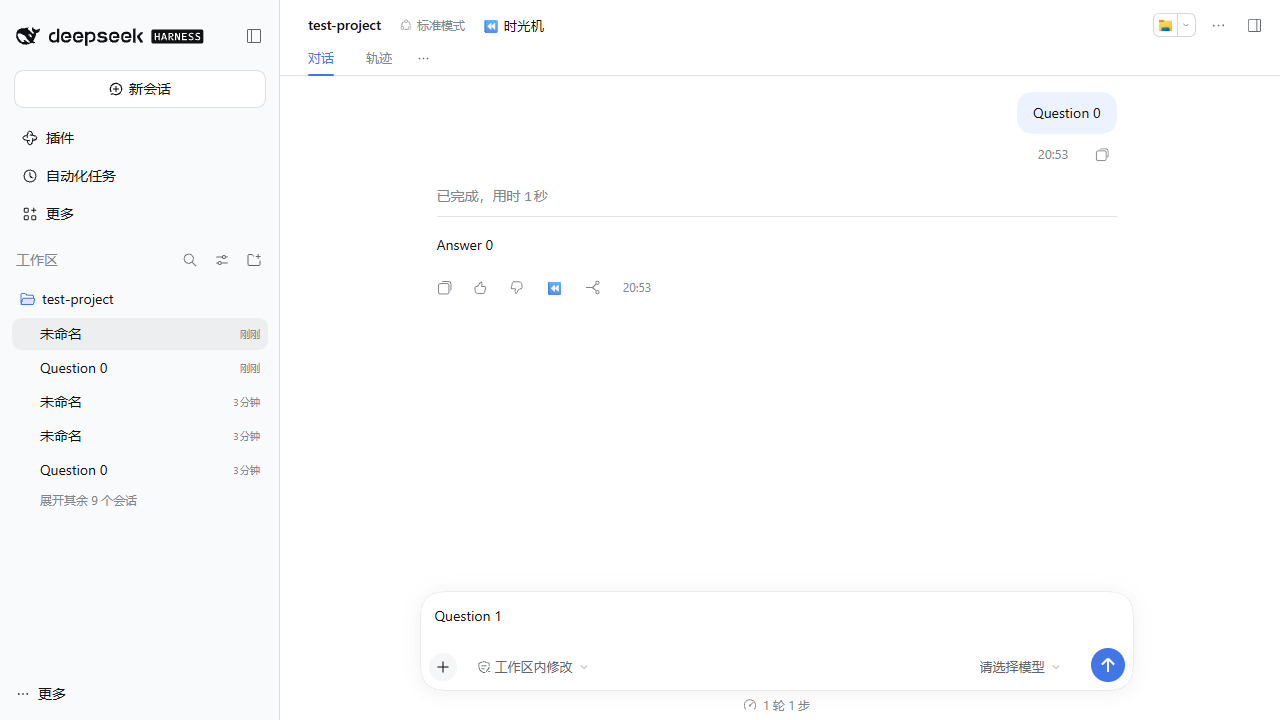 deepseek HARNESS
新会话
插件
自动化任务
更多
工作区
test-project
未命名 刚刚
Question 0 刚刚
未命名 3 分钟
未命名 3 分钟
Question 0 3 分钟
展开其余 9 个会话
更多
test-project 标准模式 时光机
对话 轨迹
Question 0
20:53
已完成，用时 1 秒
Answer 0
20:53
Question 1
工作区内修改 请选择模型
1 轮 1 步